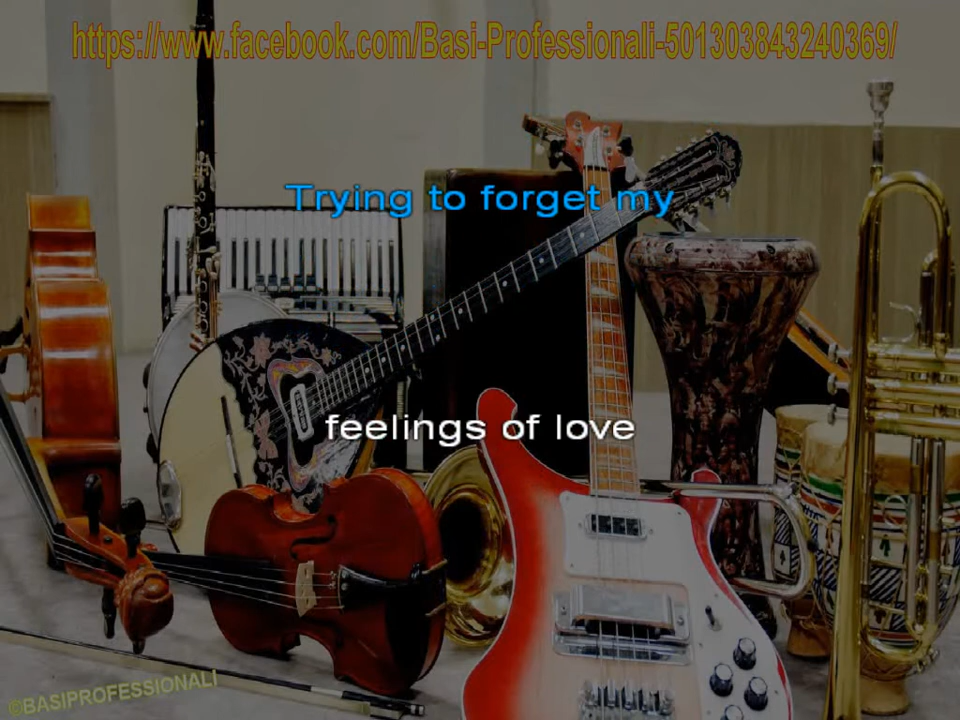 https://www.facebook.com/Basi-Professionali-501303843240369/
Trying to forget my
feelings of love
©BASIPROFESSIONALI